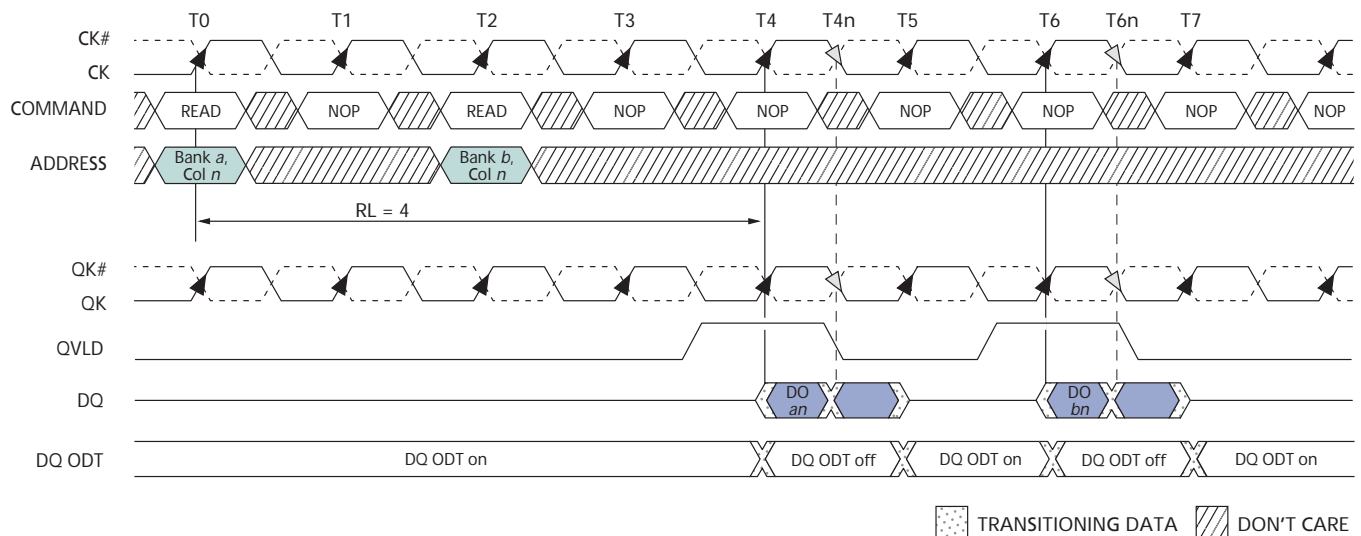 T0 T1 T2 T3 T4 T4n T5 T6 T6n T7
CK#
CK
COMMAND READ NOP READ NOP NOP NOP NOP NOP NOP
ADDRESS Bank a, Col n Bank b, Col n
RL = 4
QK#
QK
QVLD
DQ DO an DO bn
DQ ODT DQ ODT on DQ ODT off DQ ODT on DQ ODT off DQ ODT on
TRANSITIONING DATA DON'T CARE